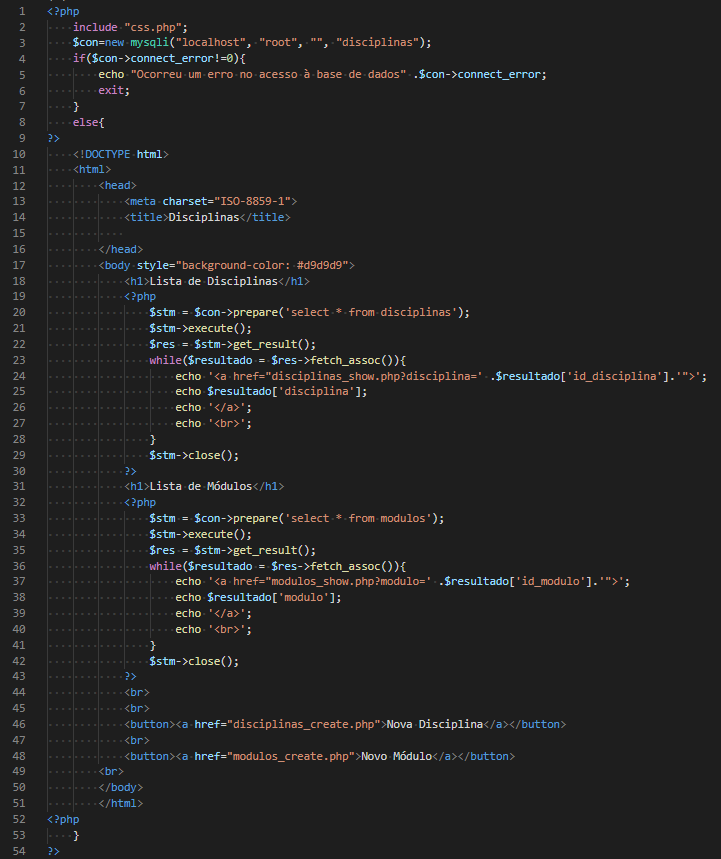 1 <?php
2 include "css.php";
3 $con=new mysqli("localhost", "root", "","disciplinas");
4 if($con->connect_error!=0){
5 echo "Ocorreu um erro no acesso à base de dados" .$con->connect_error;
6 exit;
7 }
8 else{
9 ?>
10 <!DOCTYPE html>
11 <html>
12 <head>
13 <meta charset="ISO-8859-1">
14 <title>Disciplinas</title>
15
16 </head>
17 <body style="background-color: #d9d9d9">
18 <h1>Lista de Disciplinas</h1>
19 <?php
20 $stm = $con->prepare('select * from disciplinas');
21 $stm->execute();
22 $res = $stm->get_result();
23 while($resultado = $res->fetch_assoc()){
24 echo '<a href="disciplinas_show.php?disciplina=' .$resultado['id_disciplina'].'">';
25 echo $resultado['disciplina'];
26 echo '</a>';
27 echo '<br>';
28 }
29 $stm->close();
30 ?>
31 <h1>Lista de Módulos</h1>
32 <?php
33 $stm = $con->prepare('select * from modulos');
34 $stm->execute();
35 $res = $stm->get_result();
36 while($resultado = $res->fetch_assoc()){
37 echo '<a href="modulos_show.php?modulo=' .$resultado['id_modulo'].'">';
38 echo $resultado['modulo'];
39 echo '</a>';
40 echo '<br>';
41 }
42 $stm->close();
43 ?>
44 <br>
45 <br>
46 <button><a href="disciplinas_create.php">Nova Disciplina</a></button>
47 <br>
48 <button><a href="modulos_create.php">Novo Módulo</a></button>
49 <br>
50 </body>
51 </html>
52 <?php
53 }
54 ?>